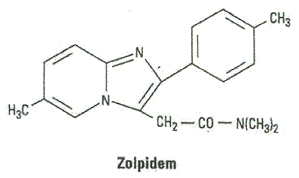 CH₃
N
N
H₃C
CH₂ — CO — N(CH₃)₂
Zolpidem